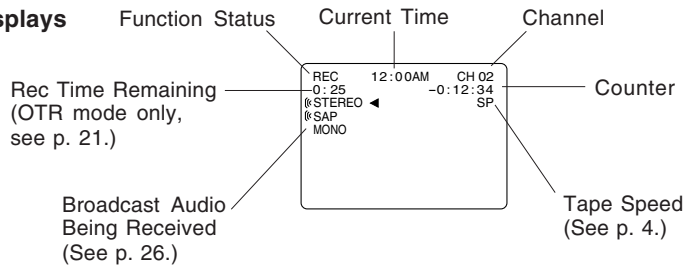 splays
Function Status
Current Time
Channel
Rec Time Remaining
(OTR mode only,
see p. 21.)
REC 12:00AM CH 02
-0:25 -0:12:34
STEREO ◄ SP
SAP
MONO
Counter
Broadcast Audio
Being Received
(See p. 26.)
Tape Speed
(See p. 4.)